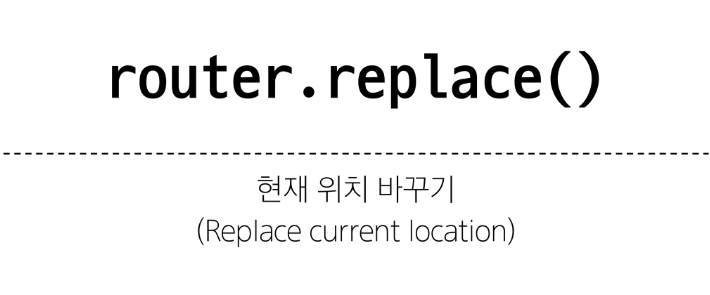 router.replace()
현재 위치 바꾸기
(Replace current location)